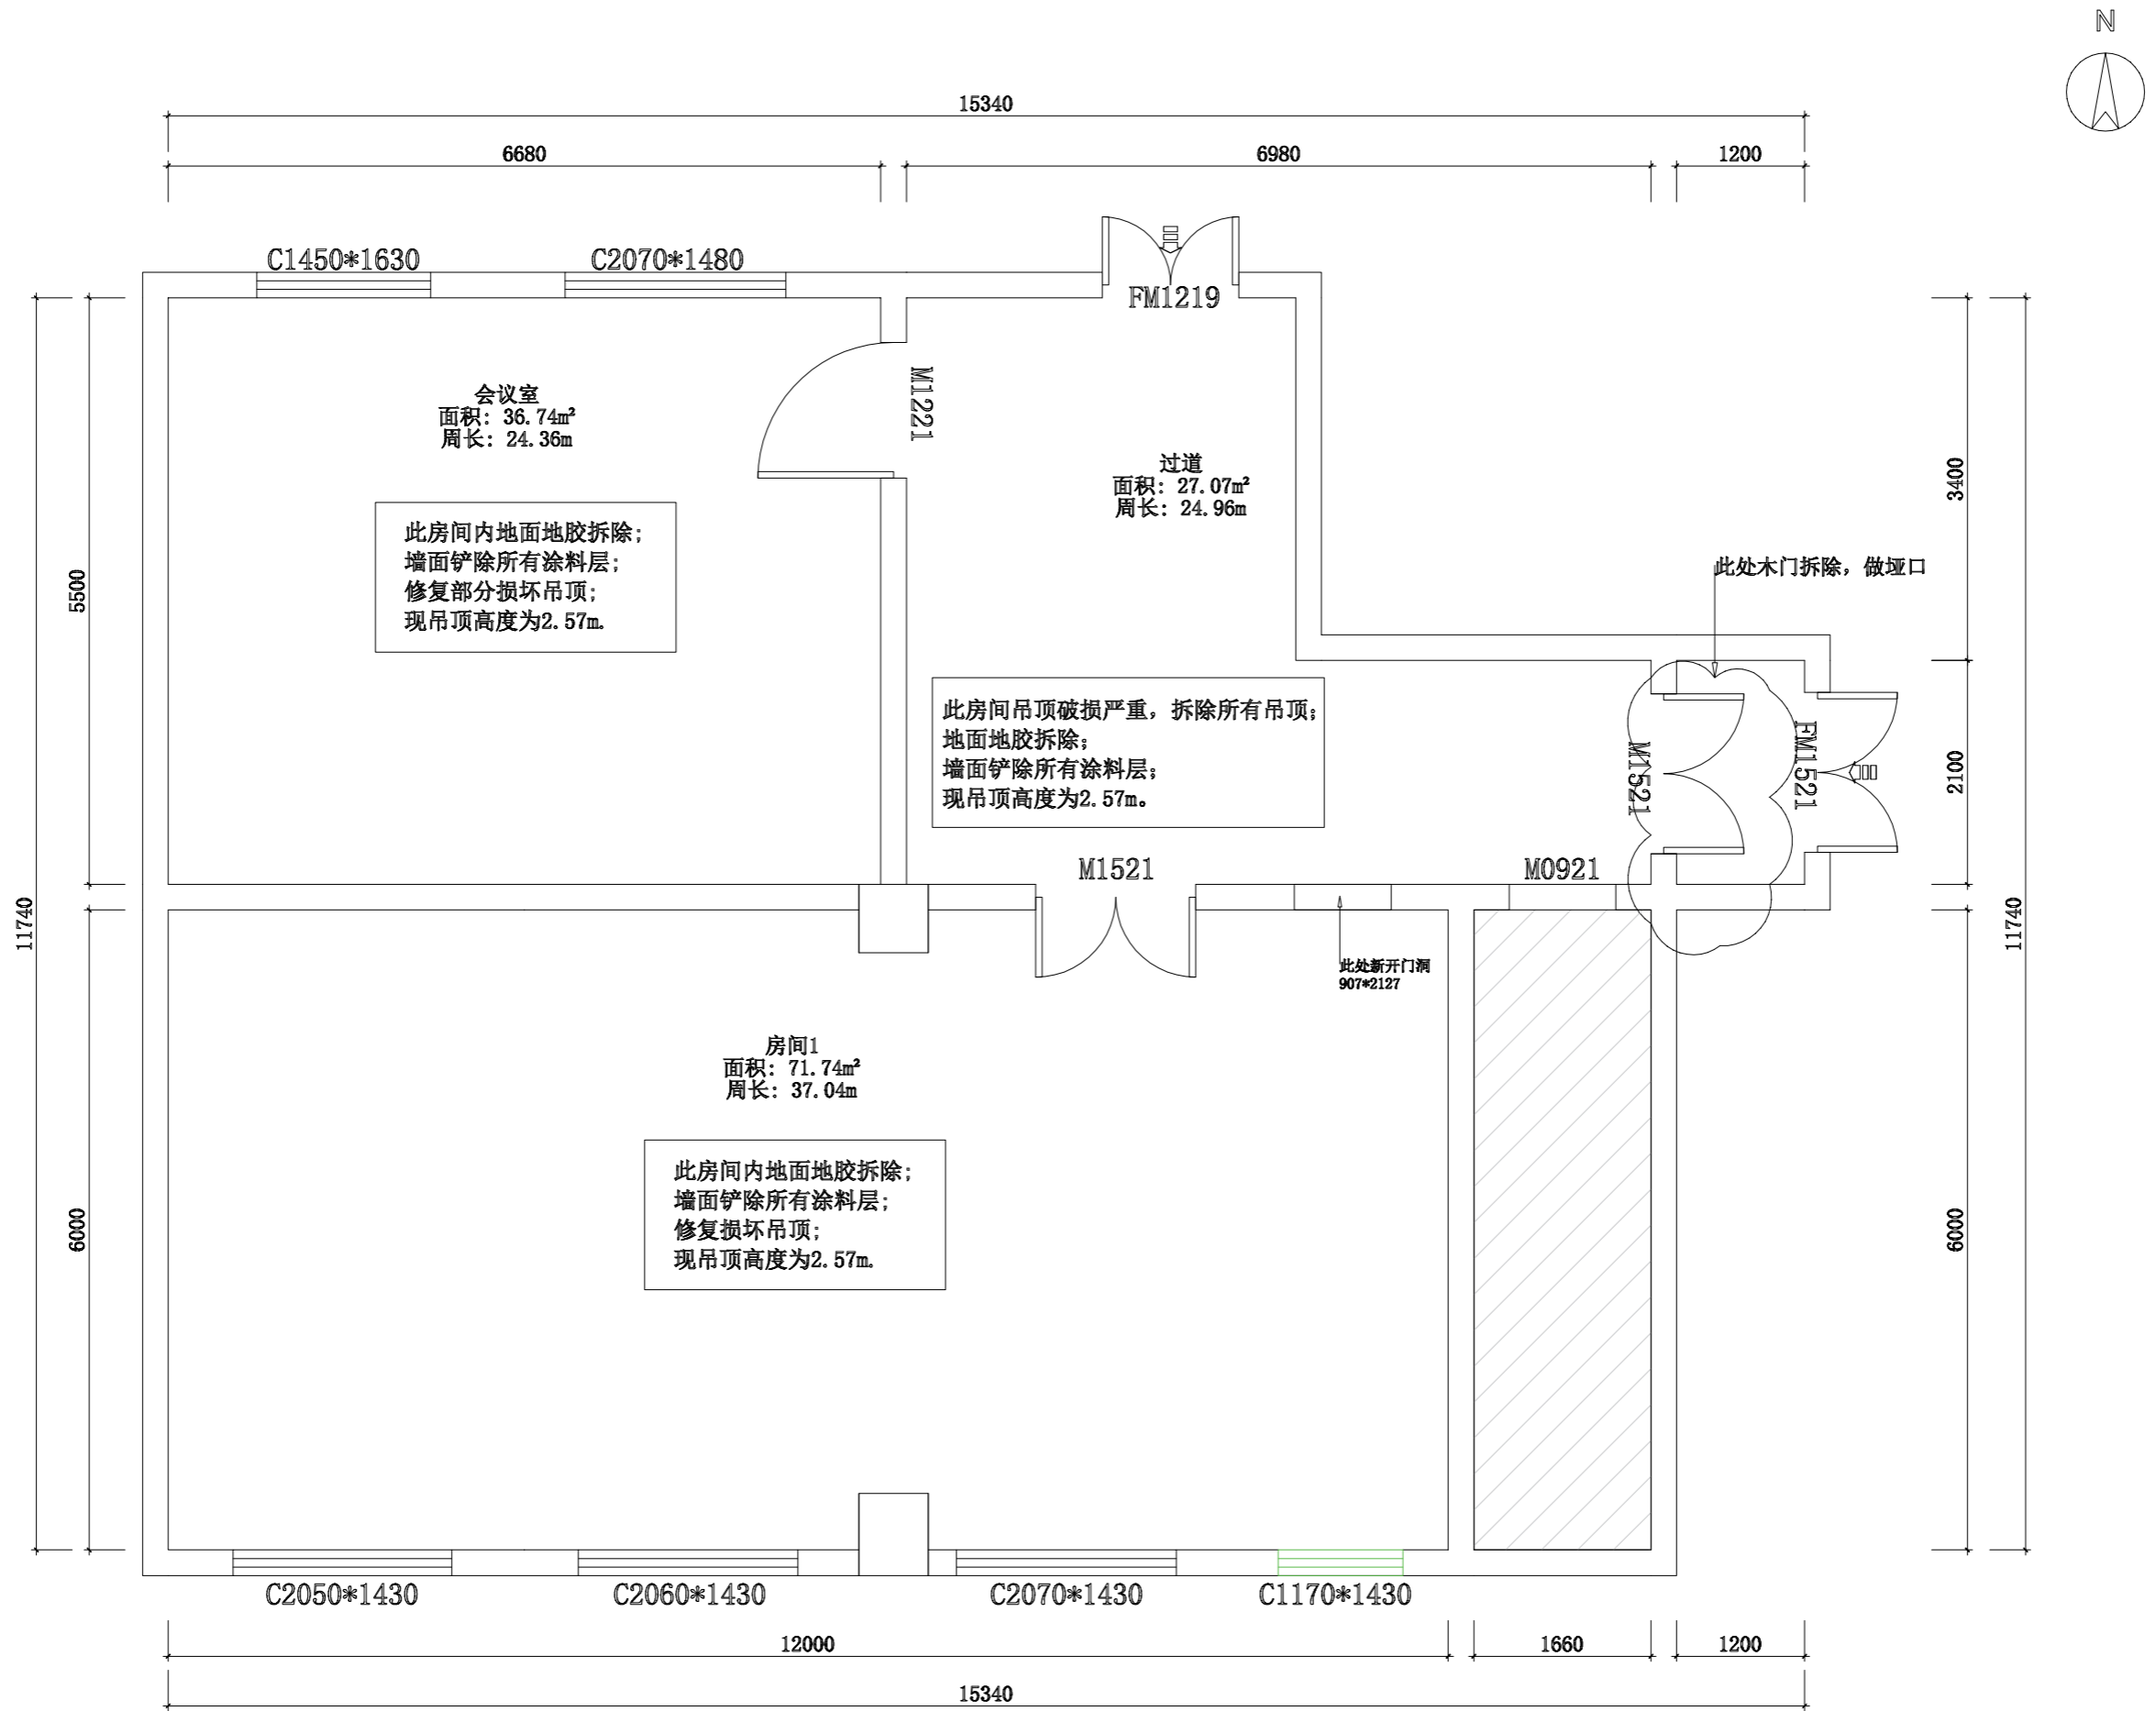 N
15340
6680
6980
1200
C1450*1630
C2070*1480
FM1219
M1221
会议室
面积: 36.74m²
周长: 24.36m
过道
面积: 27.07m²
周长: 24.96m
3400
此房间内地面地胶拆除;
墙面铲除所有涂料层;
修复部分损坏吊顶;
现吊顶高度为2.57m.
此处木门拆除，做垭口
5500
此房间吊顶破损严重，拆除所有吊顶;
地面地胶拆除;
墙面铲除所有涂料层;
现吊顶高度为2.57m。
M1521
FM1521
2100
M1521
M0921
11740
11740
此处新开门洞
907*2127
房间1
面积: 71.74m²
周长: 37.04m
此房间内地面地胶拆除;
墙面铲除所有涂料层;
修复损坏吊顶;
现吊顶高度为2.57m.
6000
6000
C2050*1430
C2060*1430
C2070*1430
C1170*1430
12000
1660
1200
15340